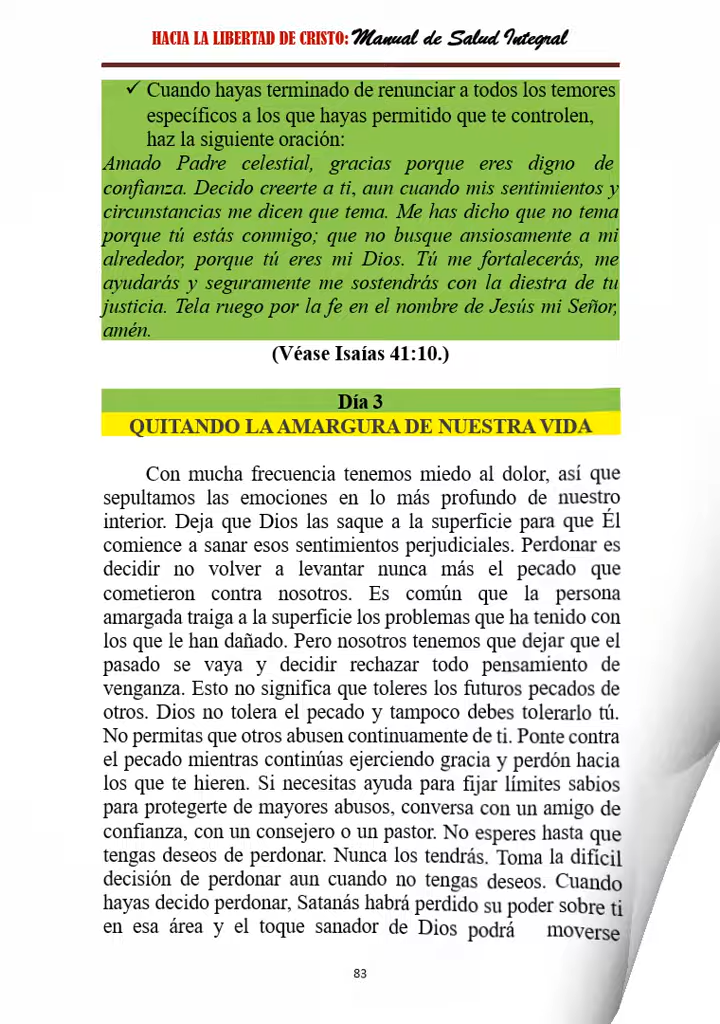 HACIA LA LIBERTAD DE CRISTO: Manual de Salud Integral
✓ Cuando hayas terminado de renunciar a todos los temores
específicos a los que hayas permitido que te controlen,
haz la siguiente oración:
Amado Padre celestial, gracias porque eres digno de
confianza. Decido creerte a ti, aun cuando mis sentimientos y
circunstancias me dicen que tema. Me has dicho que no tema
porque tú estás conmigo; que no busque ansiosamente a mi
alrededor, porque tú eres mi Dios. Tú me fortalecerás, me
ayudarás y seguramente me sostendrás con la diestra de tu
justicia. Tela ruego por la fe en el nombre de Jesús mi Señor,
amén.
(Véase Isaías 41:10.)
Día 3
QUITANDO LA AMARGURA DE NUESTRA VIDA
Con mucha frecuencia tenemos miedo al dolor, así que
sepultamos las emociones en lo más profundo de nuestro
interior. Deja que Dios las saque a la superficie para que Él
comience a sanar esos sentimientos perjudiciales. Perdonar es
decidir no volver a levantar nunca más el pecado que
cometieron contra nosotros. Es común que la persona
amargada traiga a la superficie los problemas que ha tenido con
los que le han dañado. Pero nosotros tenemos que dejar que el
pasado se vaya y decidir rechazar todo pensamiento de
venganza. Esto no significa que toleres los futuros pecados de
otros. Dios no tolera el pecado y tampoco debes tolerarlo tú.
No permitas que otros abusen continuamente de ti. Ponte contra
el pecado mientras continúas ejerciendo gracia y perdón hacia
los que te hieren. Si necesitas ayuda para fijar límites sabios
para protegerte de mayores abusos, conversa con un amigo de
confianza, con un consejero o un pastor. No esperes hasta que
tengas deseos de perdonar. Nunca los tendrás. Toma la difícil
decisión de perdonar aun cuando no tengas deseos. Cuando
hayas decido perdonar, Satanás habrá perdido su poder sobre ti
en esa área y el toque sanador de Dios podrá moverse
83